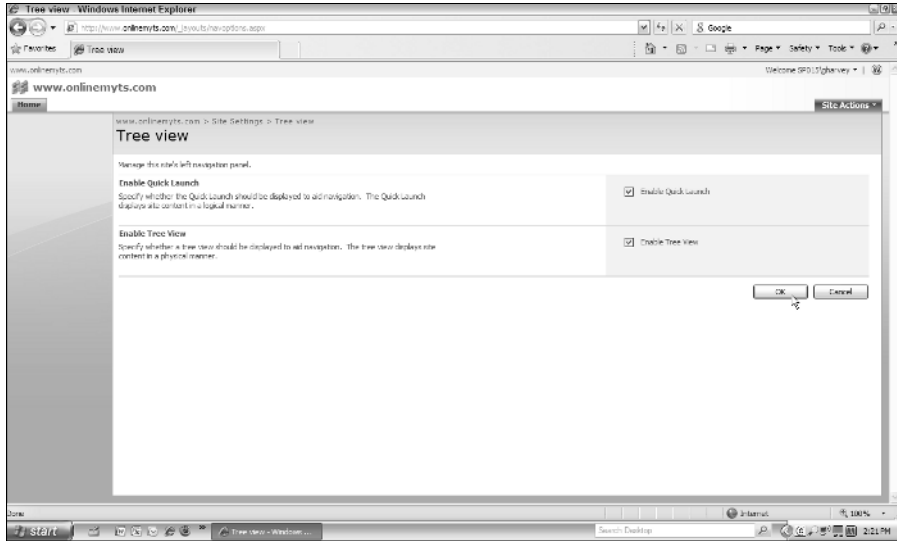 Tree view - Windows Internet Explorer
http://www.onlinemyts.com/_layouts/navoptions.aspx
Google
Favorites
Tree view
Page
Safety
Tools
www.onlinemyts.com
Welcome SP015\gharvey
www.onlinemyts.com
Home
Site Actions
www.onlinemyts.com > Site Settings > Tree view
Tree view
Manage this site's left navigation panel.
Enable Quick Launch
Specify whether the Quick Launch should be displayed to aid navigation. The Quick Launch
displays site content in a logical manner.
Enable Quick Launch
Enable Tree View
Specify whether a tree view should be displayed to aid navigation. The tree view displays site
content in a physical manner.
Enable Tree View
OK
Cancel
Done
Internet
100%
start
Tree view - Windows ...
Search Desktop
2:21 PM